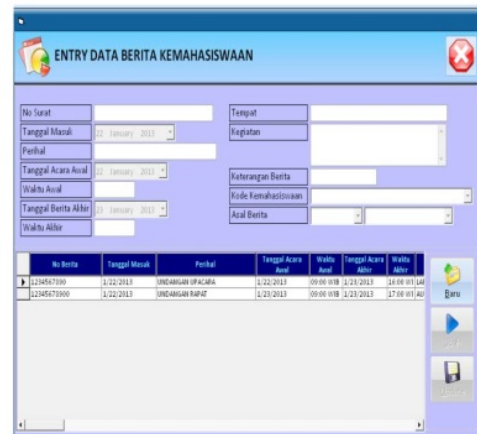 ENTRY DATA BERITA KEMAHASISWAAN
No Surat
Tanggal Masuk 22 January 2013
Perihal
Tanggal Acara Awal 22 January 2013
Waktu Awal
Tanggal Berita Akhir 23 January 2013
Waktu Akhir
Tempat
Kegiatan
Keterangan Berita
Kode Kemahasiswaan
Asal Berita
No Berita Tanggal Masuk Perihal Tanggal Acara Awal Waktu Awal Tanggal Acara Akhir Waktu Akhir
1234567890 1/22/2013 UNDANGAN UPACARA 1/22/2013 09:00 WIB 1/23/2013 16:00 WI
12345678900 1/22/2013 UNDANGAN RAPAT 1/23/2013 09:00 WIB 1/23/2013 17:00 WI
Baru